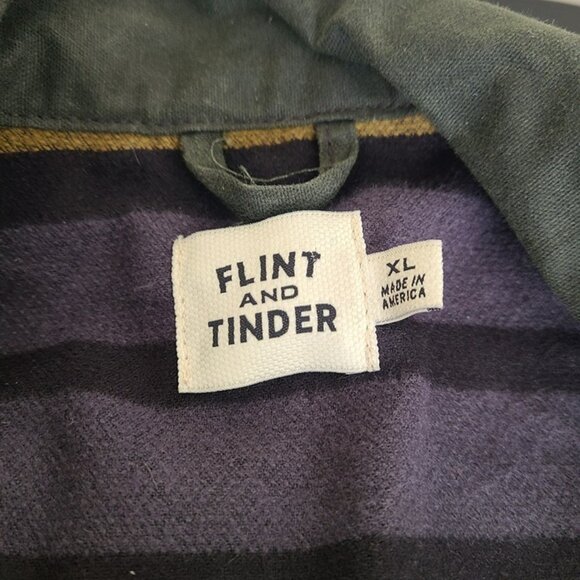 FLINT
AND
TINDER
XL
MADE IN
AMERICA